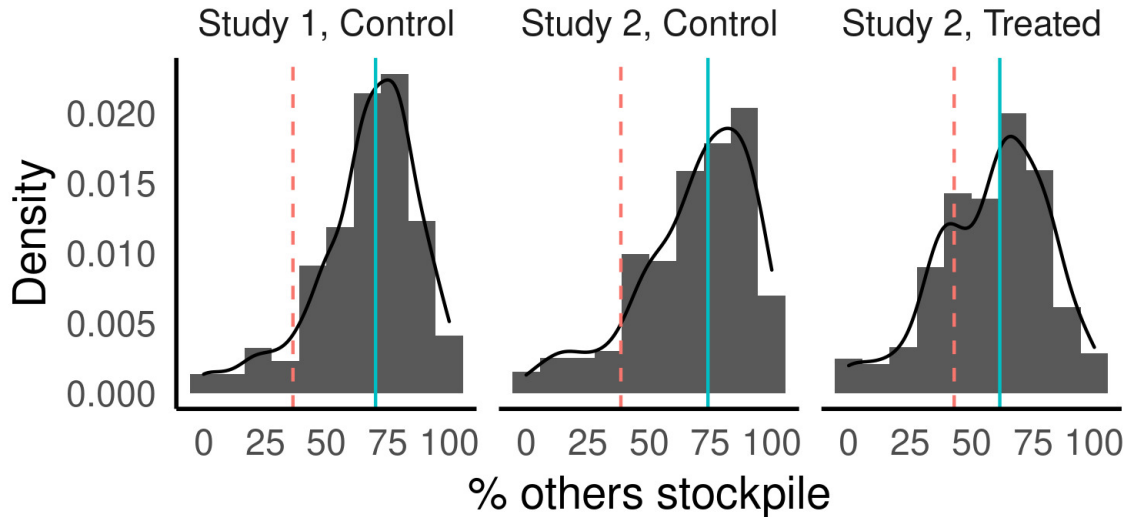 Study 1, Control
Study 2, Control
Study 2, Treated
Density
0.020
0.015
0.010
0.005
0.000
0 25 50 75 100
0 25 50 75 100
0 25 50 75 100
% others stockpile